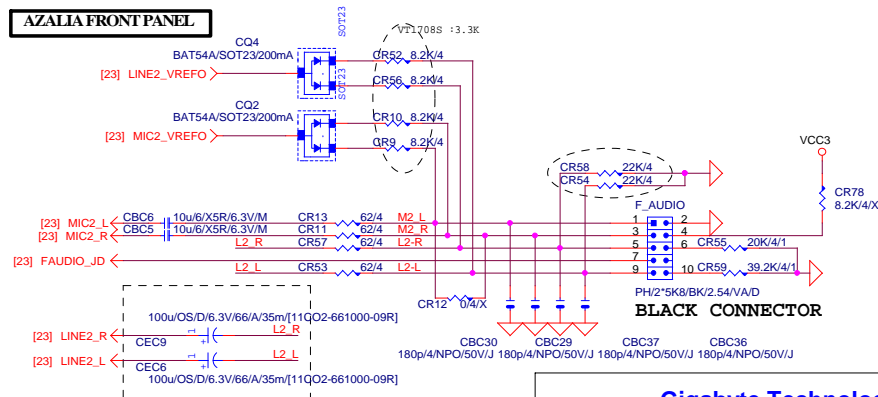 AZALIA FRONT PANEL
SOT23
VT1708S :3.3K
CQ4
BAT54A/SOT23/200mA
CR52 8.2K/4
[23] LINE2_VREFO
SOT23
CR56 8.2K/4
CQ2
BAT54A/SOT23/200mA
CR10 8.2K/4
[23] MIC2_VREFO
CR9 8.2K/4
VCC3
CR58 22K/4
CR54 22K/4
CR78
8.2K/4/X
F_AUDIO
[23] MIC2_L CBC6 10u/6/X5R/6.3V/M CR13 62/4 M2_L 1 2
[23] MIC2_R CBC5 10u/6/X5R/6.3V/M CR11 62/4 M2_R 3 4
L2_R CR57 62/4 L2-R 5 6 CR55 20K/4/1
[23] FAUDIO_JD 7
L2_L CR53 62/4 L2-L 9 10 CR59 39.2K/4/1
CR12 0/4/X
PH/2*5K8/BK/2.54/VA/D
BLACK CONNECTOR
100u/OS/D/6.3V/66/A/35m/[11CO2-661000-09R]
[23] LINE2_R 1 + L2_R
CEC9
[23] LINE2_L 1 + L2_L
CEC6
100u/OS/D/6.3V/66/A/35m/[11CO2-661000-09R]
CBC30 CBC29 CBC37 CBC36
180p/4/NPO/50V/J 180p/4/NPO/50V/J 180p/4/NPO/50V/J 180p/4/NPO/50V/J
Gigabyte Technolo